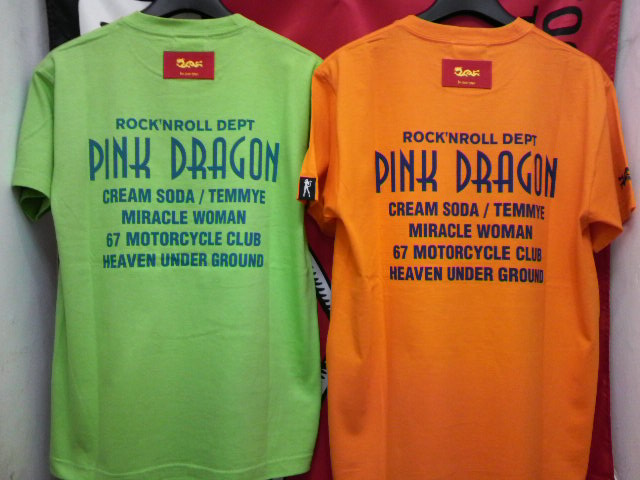 ROCK'NROLL DEPT
PINK DRAGON
CREAM SODA / TEMMYE
MIRACLE WOMAN
67 MOTORCYCLE CLUB
HEAVEN UNDER GROUND
ROCK'NROLL DEPT
PINK DRAGON
CREAM SODA / TEMMYE
MIRACLE WOMAN
67 MOTORCYCLE CLUB
HEAVEN UNDER GROUND